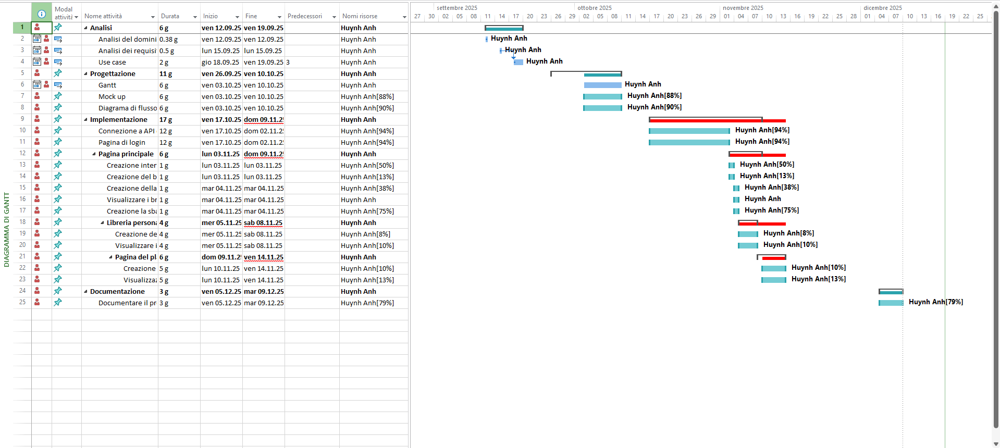 settembre 2025 ottobre 2025 novembre 2025 dicembre 2025
Modal attività Nome attività Durata Inizio Fine Predecessori Nomi risorse
27 30 02 05 08 11 14 17 20 23 26 29 02 05 08 11 14 17 20 23 26 29 01 04 07 10 13 16 19 22 25 28 01 04 07 10 13 16 19 22 25
1 Analisi 6 g ven 12.09.25 ven 19.09.25 Huynh Anh
2 Analisi del domini 0.38 g ven 12.09.25 ven 12.09.25 Huynh Anh Huynh Anh
3 Analisi dei requisi 0.5 g lun 15.09.25 lun 15.09.25 Huynh Anh Huynh Anh
4 Use case 2 g gio 18.09.25 ven 19.09.25 3 Huynh Anh Huynh Anh
5 Progettazione 11 g ven 26.09.25 ven 10.10.25 Huynh Anh
6 Gantt 6 g ven 03.10.25 ven 10.10.25 Huynh Anh Huynh Anh
7 Mock up 6 g ven 03.10.25 ven 10.10.25 Huynh Anh[88%] Huynh Anh[88%]
8 Diagrama di flusso 6 g ven 03.10.25 ven 10.10.25 Huynh Anh[90%] Huynh Anh[90%]
9 Implementazione 17 g ven 17.10.25 dom 09.11.2 Huynh Anh
10 Connezione a API 12 g ven 17.10.25 dom 02.11.2 Huynh Anh[94%] Huynh Anh[94%]
11 Pagina di login 12 g ven 17.10.25 dom 02.11.2 Huynh Anh[94%] Huynh Anh[94%]
12 Pagina principale 6 g lun 03.11.25 dom 09.11.2 Huynh Anh
13 Creazione inter 1 g lun 03.11.25 lun 03.11.25 Huynh Anh[50%] Huynh Anh[50%]
14 Creazione del b 1 g lun 03.11.25 lun 03.11.25 Huynh Anh[13%] Huynh Anh[13%]
15 Creazione della 1 g mar 04.11.25 mar 04.11.25 Huynh Anh[38%] Huynh Anh[38%]
16 Visualizzare i br 1 g mar 04.11.25 mar 04.11.25 Huynh Anh Huynh Anh
17 Creazione la sba 1 g mar 04.11.25 mar 04.11.25 Huynh Anh[75%] Huynh Anh[75%]
18 Libreria persona 4 g mer 05.11.25 sab 08.11.25 Huynh Anh
19 Creazione de 4 g mer 05.11.25 sab 08.11.25 Huynh Anh[8%] Huynh Anh[8%]
20 Visualizzare i 4 g mer 05.11.25 sab 08.11.25 Huynh Anh[10%] Huynh Anh[10%]
21 Pagina del pl 6 g dom 09.11.2 ven 14.11.25 Huynh Anh
22 Creazione 5 g lun 10.11.25 ven 14.11.25 Huynh Anh[10%] Huynh Anh[10%]
23 Visualizza 5 g lun 10.11.25 ven 14.11.25 Huynh Anh[13%] Huynh Anh[13%]
24 Documentazione 3 g ven 05.12.25 mar 09.12.25 Huynh Anh
25 Documentare il pr 3 g ven 05.12.25 mar 09.12.25 Huynh Anh[79%] Huynh Anh[79%]
DIAGRAMMA DI GANTT